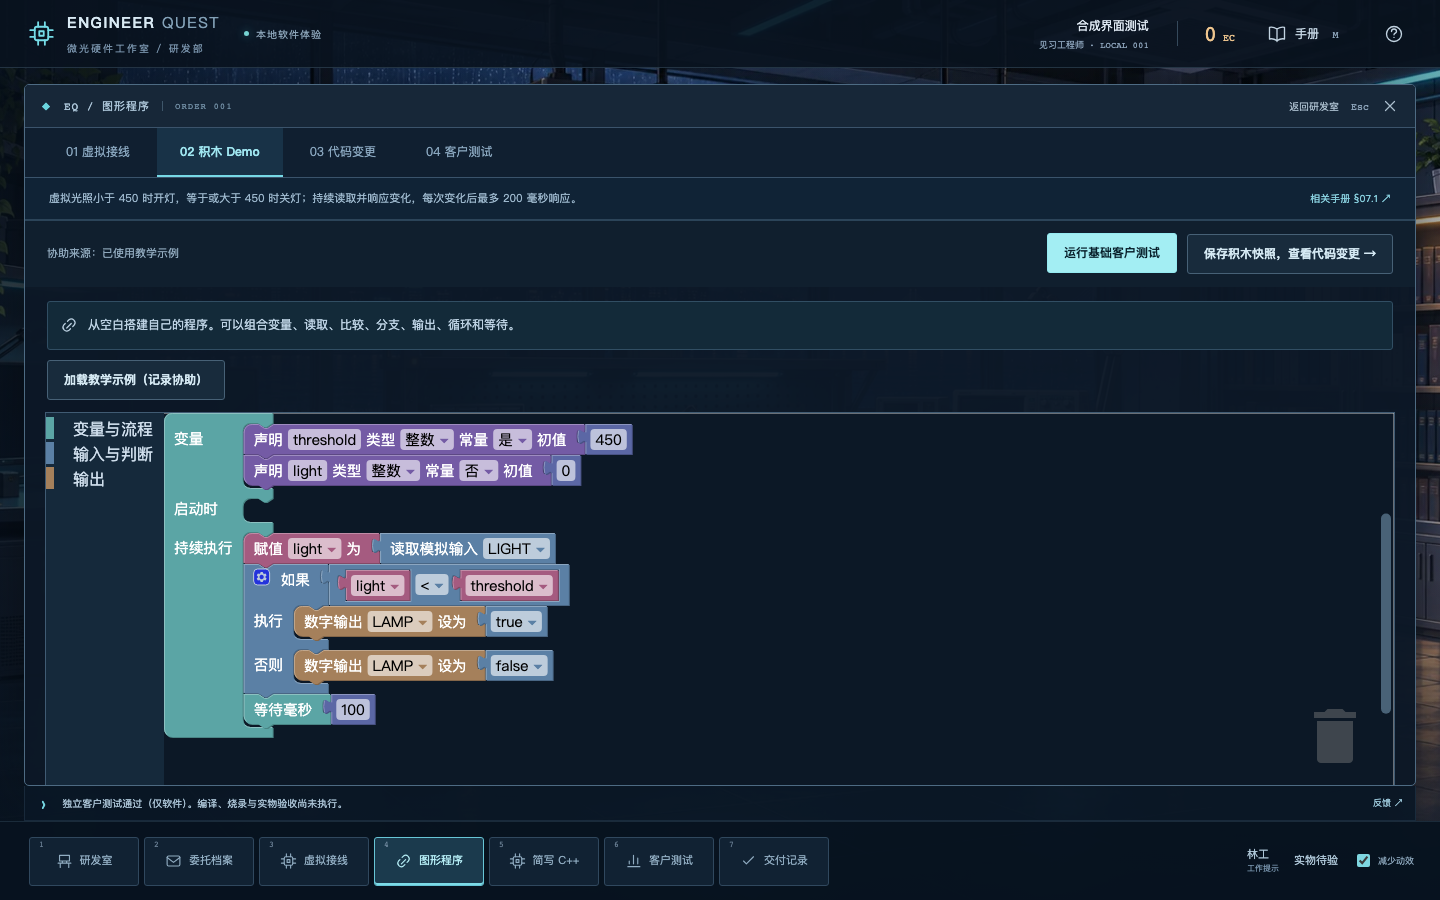 ENGINEER QUEST
微光硬件工作室 / 研发部
本地软件体验
合成界面测试
见习工程师 · LOCAL 001
0 EC
手册 M
EQ / 图形程序
ORDER 001
返回研发室 Esc
01 虚拟接线
02 积木 Demo
03 代码变更
04 客户测试
虚拟光照小于 450 时开灯，等于或大于 450 时关灯；持续读取并响应变化，每次变化后最多 200 毫秒响应。
相关手册 §07.1 ↗
协助来源：已使用教学示例
运行基础客户测试
保存积木快照，查看代码变更 →
从空白搭建自己的程序。可以组合变量、读取、比较、分支、输出、循环和等待。
加载教学示例（记录协助）
变量与流程
输入与判断
输出
变量
声明 threshold 类型 整数 常量 是 初值 450
声明 light 类型 整数 常量 否 初值 0
启动时
持续执行
赋值 light 为 读取模拟输入 LIGHT
如果 light < threshold
执行 数字输出 LAMP 设为 true
否则 数字输出 LAMP 设为 false
等待毫秒 100
独立客户测试通过（仅软件）。编译、烧录与实物验收尚未执行。
反馈 ↗
1 研发室
2 委托档案
3 虚拟接线
4 图形程序
5 简写 C++
6 客户测试
7 交付记录
林工
工作提示
实物待验
减少动效